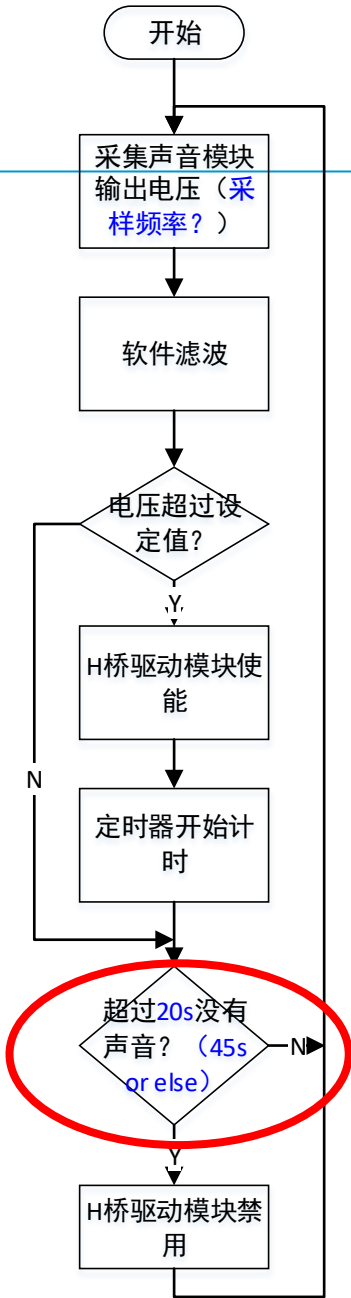 开始
采集声音模块
输出电压（采
样频率？）
软件滤波
电压超过设
定值？
Y
H桥驱动模块使
能
N
定时器开始计
时
超过20s没有
声音？（45s
or else）
N
Y
H桥驱动模块禁
用